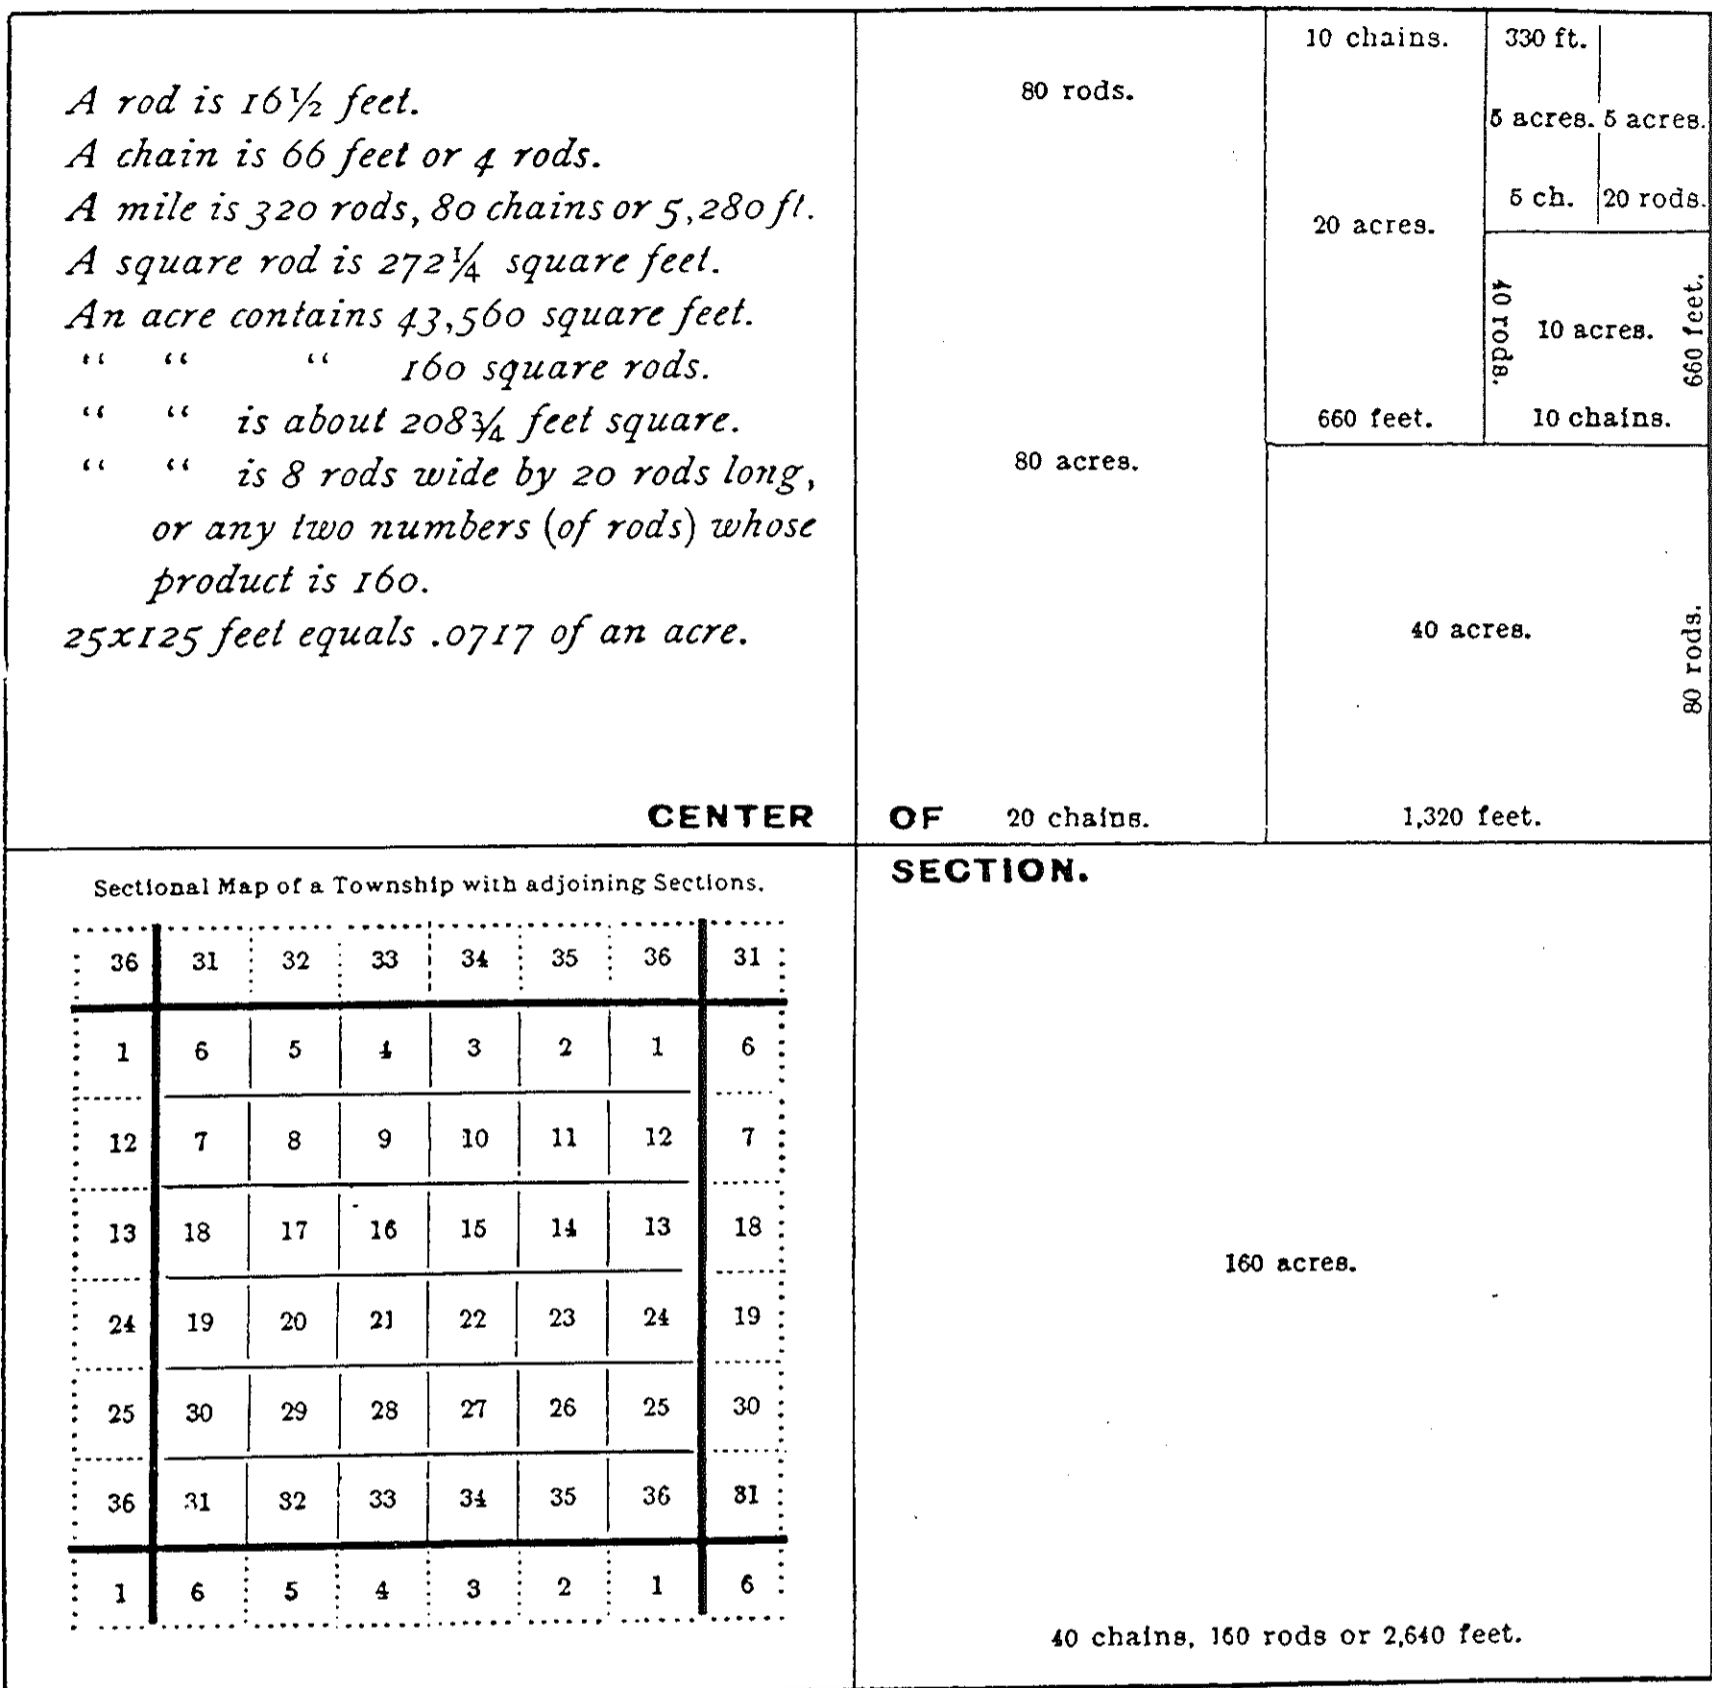 A rod is 16½ feet.
A chain is 66 feet or 4 rods.
A mile is 320 rods, 80 chains or 5,280 ft.
A square rod is 272¼ square feet.
An acre contains 43,560 square feet.
“ “ “ 160 square rods.
“ “ is about 208¾ feet square.
“ “ is 8 rods wide by 20 rods long,
or any two numbers (of rods) whose
product is 160.
25x125 feet equals .0717 of an acre.
80 rods.
80 acres.
20 chains.
10 chains.
20 acres.
660 feet.
330 ft.
5 acres. 5 acres.
5 ch. 20 rods.
40 rods.
10 acres.
660 feet.
10 chains.
40 acres.
80 rods.
1,320 feet.
CENTER OF
SECTION.
Sectional Map of a Township with adjoining Sections.
36 31 32 33 34 35 36 31
1 6 5 4 3 2 1 6
12 7 8 9 10 11 12 7
13 18 17 16 15 14 13 18
24 19 20 21 22 23 24 19
25 30 29 28 27 26 25 30
36 31 32 33 34 35 36 31
1 6 5 4 3 2 1 6
160 acres.
40 chains, 160 rods or 2,640 feet.